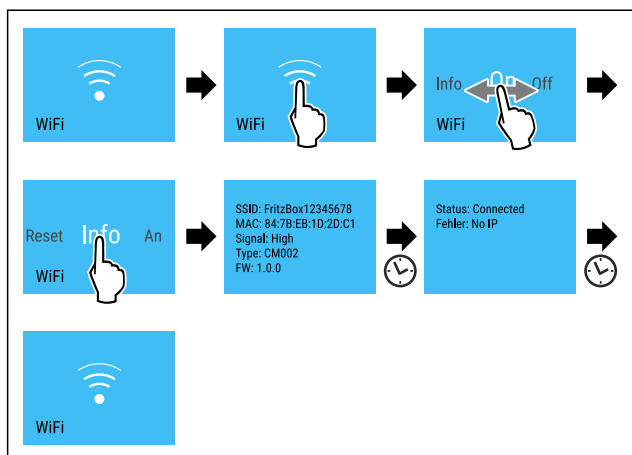 WiFi
WiFi
Info On Off
WiFi
Reset Info An
WiFi
SSID: FritzBox12345678
MAC: 84:7B:EB:1D:2D:C1
Signal: High
Type: CM002
FW: 1.0.0
Status: Connected
Fehler: No IP
WiFi